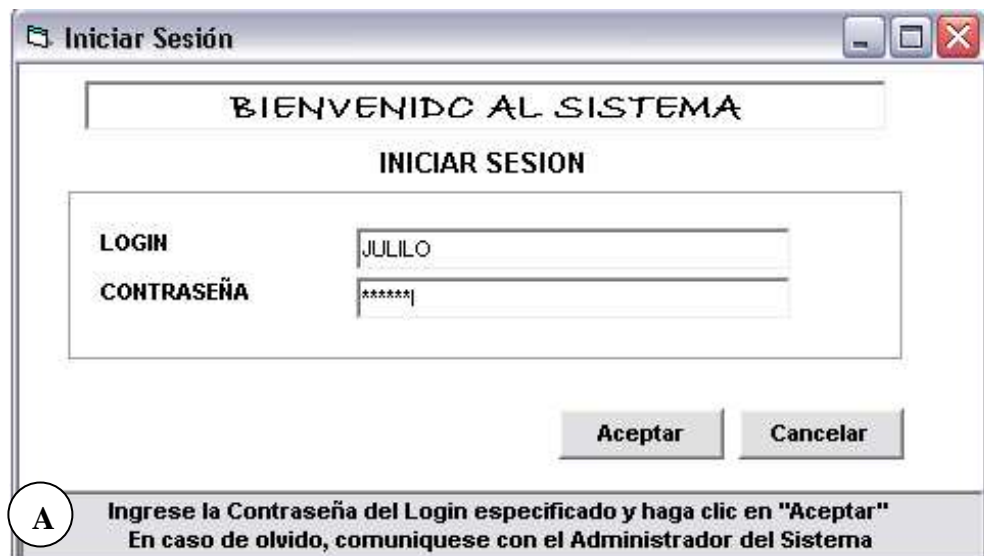 Iniciar Sesión
BIENVENIDO AL SISTEMA
INICIAR SESION
LOGIN
JULILO
CONTRASEÑA
******
Aceptar
Cancelar
A
Ingrese la Contraseña del Login especificado y haga clic en "Aceptar"
En caso de olvido, comuniquese con el Administrador del Sistema